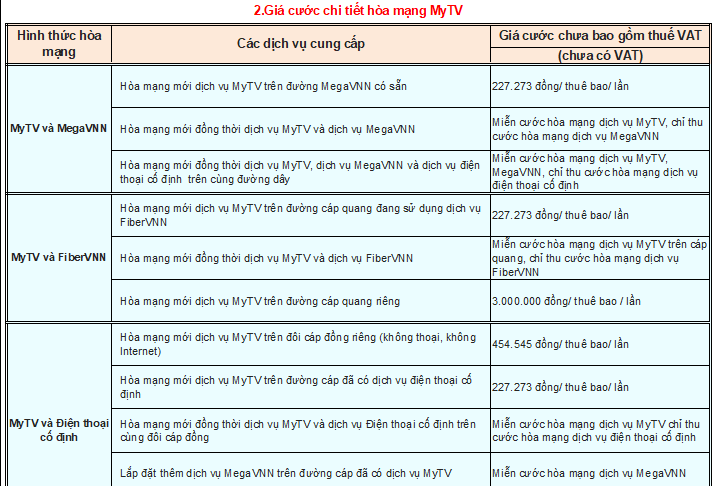 2.Giá cước chi tiết hòa mạng MyTV
Hình thức hòa
mạng
Các dịch vụ cung cấp
Giá cước chưa bao gồm thuế VAT
(chưa có VAT)
MyTV và MegaVNN
Hòa mạng mới dịch vụ MyTV trên đường MegaVNN có sẵn
227.273 đồng/ thuê bao/ lần
Hòa mạng mới đồng thời dịch vụ MyTV và dịch vụ MegaVNN
Miễn cước hòa mạng dịch vụ MyTV, chỉ thu
cước hòa mạng dịch vụ MegaVNN
Hòa mạng mới đồng thời dịch vụ MyTV, dịch vụ MegaVNN và dịch vụ điện
thoại cố định trên cùng đường dây
Miễn cước hòa mạng dịch vụ MyTV,
MegaVNN, chỉ thu cước hòa mạng dịch vụ
điện thoại cố định
MyTV và FiberVNN
Hòa mạng mới dịch vụ MyTV trên đường cáp quang đang sử dụng dịch vụ
FiberVNN
227.273 đồng/ thuê bao/ lần
Hòa mạng mới đồng thời dịch vụ MyTV và dịch vụ FiberVNN
Miễn cước hòa mạng dịch vụ MyTV trên cáp
quang, chỉ thu cước hòa mạng dịch vụ
FiberVNN
Hòa mạng mới dịch vụ MyTV trên đường cáp quang riêng
3.000.000 đồng/ thuê bao / lần
MyTV và Điện thoại
cố định
Hòa mạng mới dịch vụ MyTV trên đôi cáp đồng riêng (không thoại, không
Internet)
454.545 đồng/ thuê bao/ lần
Hòa mạng mới dịch vụ MyTV trên đường cáp đã có dịch vụ điện thoại cố
định
227.273 đồng/ thuê bao/ lần
Hòa mạng mới đồng thời dịch vụ MyTV và dịch vụ Điện thoại cố định trên
cùng đôi cáp đồng
Miễn cước hòa mạng dịch vụ MyTV chỉ thu
cước hòa mạng dịch vụ điện thoại cố định
Lắp đặt thêm dịch vụ MegaVNN trên đường cáp đã có dịch vụ MyTV
Miễn cước hòa mạng dịch vụ MegaVNN